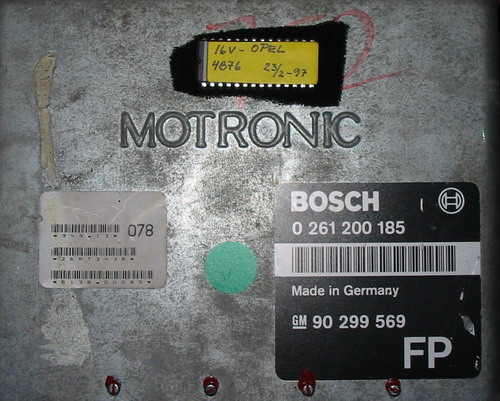 16V - OPEL
4876 23/2-97
MOTRONIC
078
BOSCH
0 261 200 185
Made in Germany
GM 90 299 569
FP